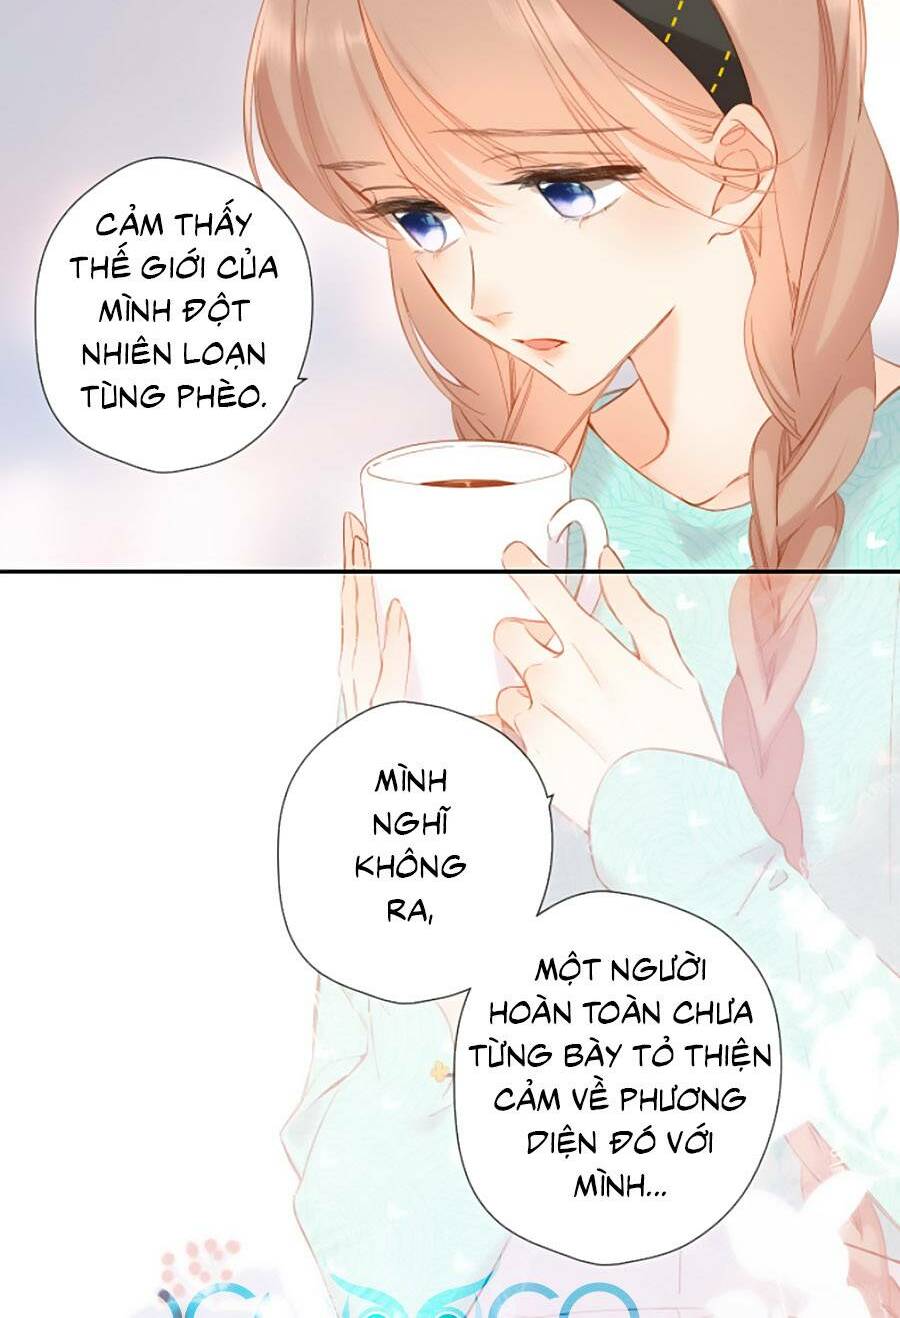 CẢM THẤY
THẾ GIỚI CỦA
MÌNH ĐỘT
NHIÊN LOẠN
TÙNG PHÈO.
MÌNH
NGHĨ
KHÔNG
RA,
MỘT NGƯỜI
HOÀN TOÀN CHƯA
TỪNG BÀY TỎ THIỆN
CẢM VỀ PHƯƠNG
DIỆN ĐÓ VỚI
MÌNH...